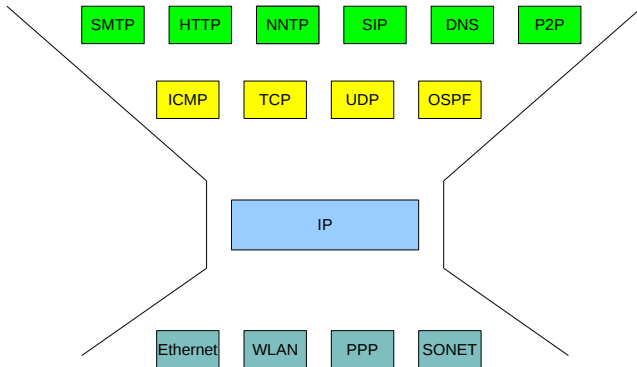 SMTP HTTP NNTP SIP DNS P2P
ICMP TCP UDP OSPF
IP
Ethernet WLAN PPP SONET